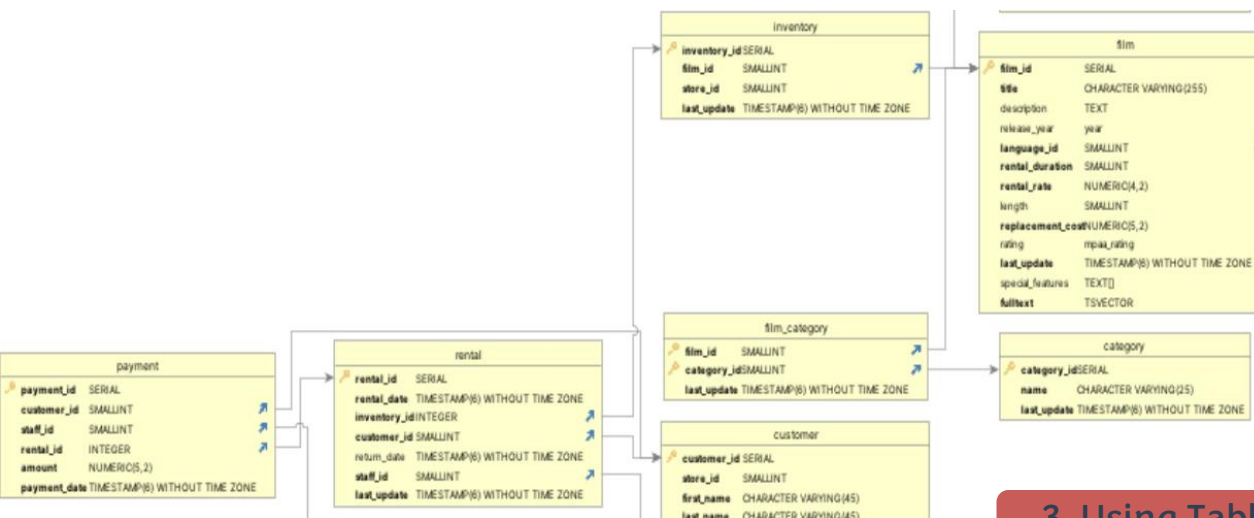 inventory
inventory_id SERIAL
film_id SMALLINT
store_id SMALLINT
last_update TIMESTAMP(6) WITHOUT TIME ZONE
film
film_id SERIAL
title CHARACTER VARYING(255)
description TEXT
release_year year
language_id SMALLINT
rental_duration SMALLINT
rental_rate NUMERIC(4,2)
length SMALLINT
replacement_cost NUMERIC(5,2)
rating mpaa_rating
last_update TIMESTAMP(6) WITHOUT TIME ZONE
special_features TEXT[]
fulltext TSVECTOR
film_category
film_id SMALLINT
category_id SMALLINT
last_update TIMESTAMP(6) WITHOUT TIME ZONE
category
category_id SERIAL
name CHARACTER VARYING(25)
last_update TIMESTAMP(6) WITHOUT TIME ZONE
payment
payment_id SERIAL
customer_id SMALLINT
staff_id SMALLINT
rental_id INTEGER
amount NUMERIC(5,2)
payment_date TIMESTAMP(6) WITHOUT TIME ZONE
rental
rental_id SERIAL
rental_date TIMESTAMP(6) WITHOUT TIME ZONE
inventory_id INTEGER
customer_id SMALLINT
return_date TIMESTAMP(6) WITHOUT TIME ZONE
staff_id SMALLINT
last_update TIMESTAMP(6) WITHOUT TIME ZONE
customer
customer_id SERIAL
store_id SMALLINT
first_name CHARACTER VARYING(45)
last_name CHARACTER VARYING(45)
3. Using Tabl